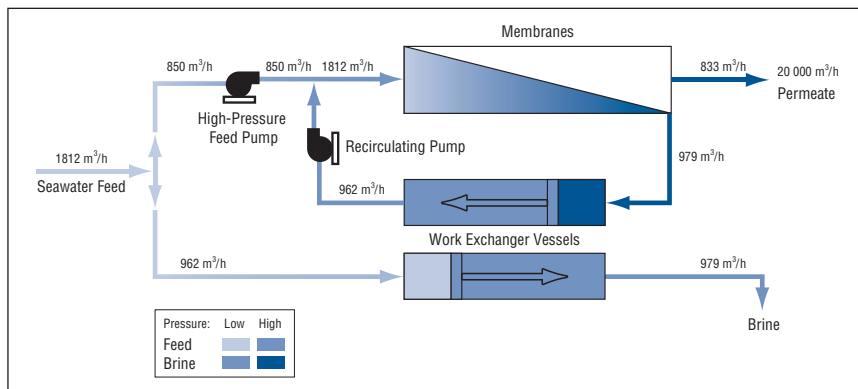 Membranes
850 m³/h
850 m³/h
1812 m³/h
833 m³/h
20 000 m³/h
Permeate
High-Pressure
Feed Pump
Recirculating Pump
1812 m³/h
Seawater Feed
979 m³/h
962 m³/h
Work Exchanger Vessels
962 m³/h
979 m³/h
Brine
Pressure: Low High
Feed
Brine